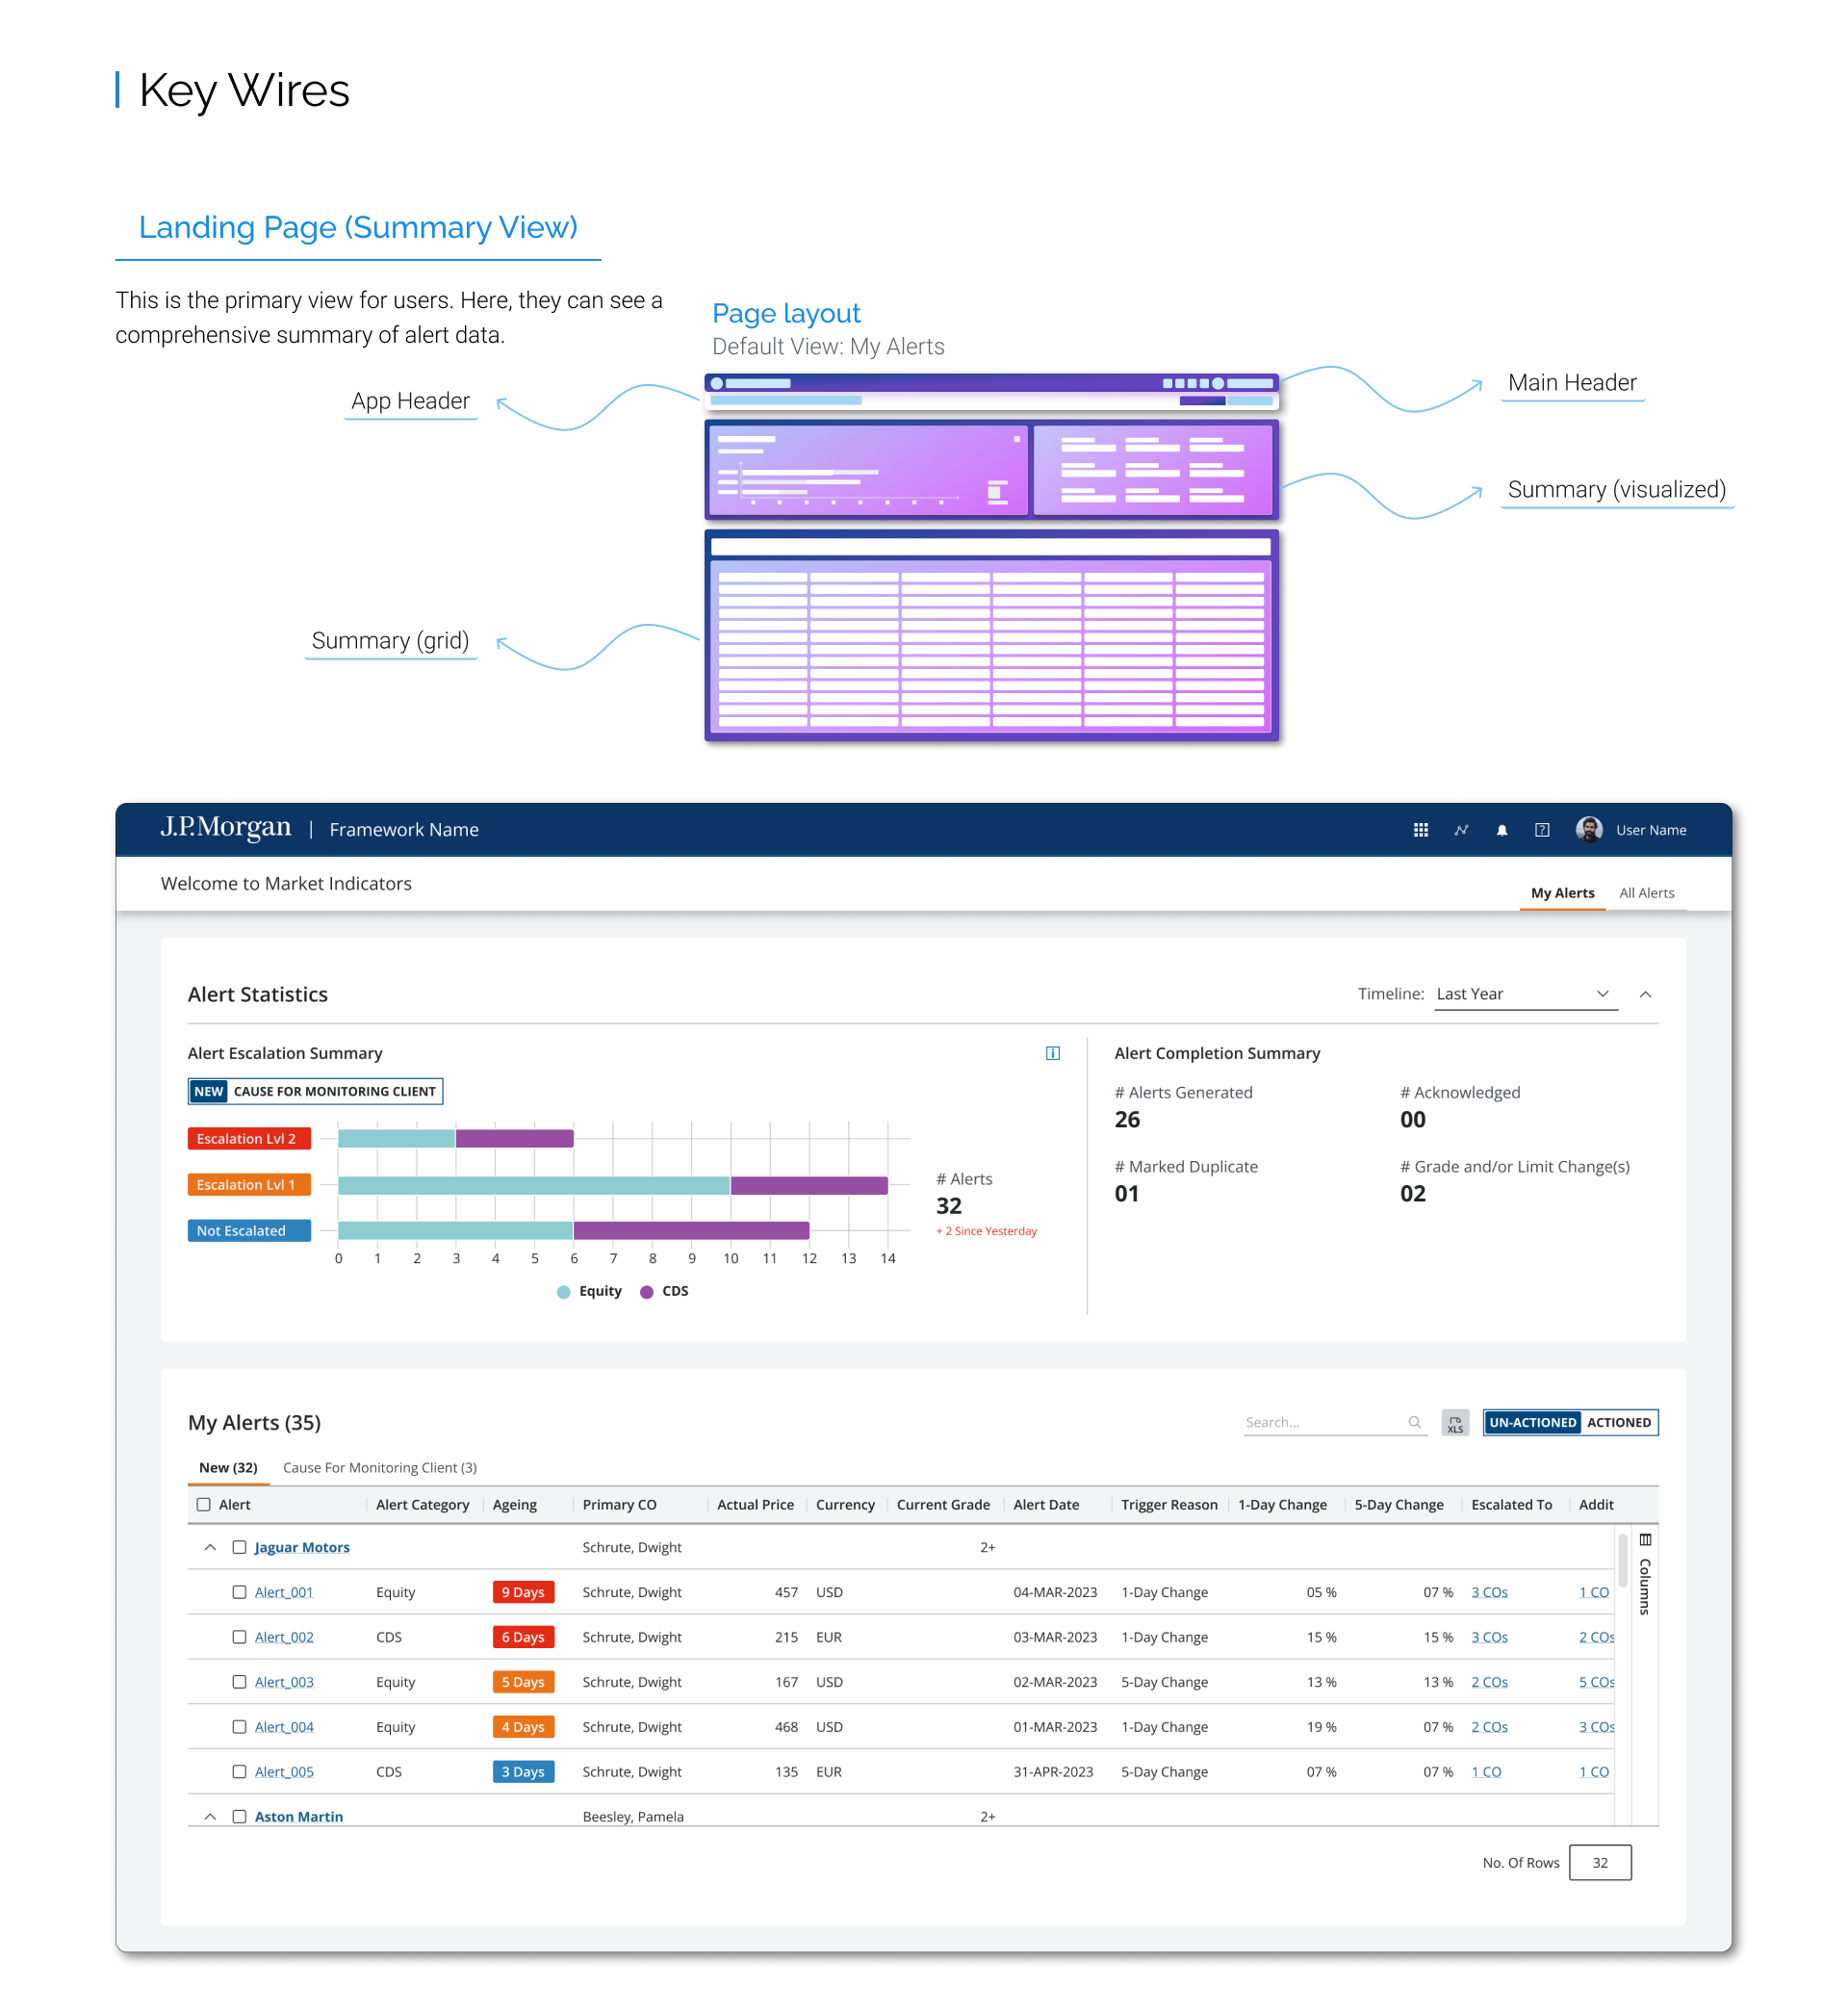 Key Wires
Landing Page (Summary View)
This is the primary view for users. Here, they can see a
comprehensive summary of alert data.
Page layout
Default View: My Alerts
App Header
Main Header
Summary (visualized)
Summary (grid)
J.P.Morgan | Framework Name
User Name
Welcome to Market Indicators
My Alerts All Alerts
Alert Statistics
Timeline: Last Year
Alert Escalation Summary
NEW CAUSE FOR MONITORING CLIENT
Escalation Lvl 2
Escalation Lvl 1
Not Escalated
0 1 2 3 4 5 6 7 8 9 10 11 12 13 14
Equity CDS
# Alerts
32
+ 2 Since Yesterday
Alert Completion Summary
# Alerts Generated # Acknowledged
26 00
# Marked Duplicate # Grade and/or Limit Change(s)
01 02
My Alerts (35)
Search... XLS UN-ACTIONED ACTIONED
New (32) Cause For Monitoring Client (3)
Alert Alert Category Ageing Primary CO Actual Price Currency Current Grade Alert Date Trigger Reason 1-Day Change 5-Day Change Escalated To Addit
Jaguar Motors Schrute, Dwight 2+
Alert_001 Equity 9 Days Schrute, Dwight 457 USD 04-MAR-2023 1-Day Change 05 % 07 % 3 COs 1 CO
Alert_002 CDS 6 Days Schrute, Dwight 215 EUR 03-MAR-2023 1-Day Change 15 % 15 % 3 COs 2 COs
Alert_003 Equity 5 Days Schrute, Dwight 167 USD 02-MAR-2023 5-Day Change 13 % 13 % 2 COs 5 COs
Alert_004 Equity 4 Days Schrute, Dwight 468 USD 01-MAR-2023 1-Day Change 19 % 07 % 2 COs 3 COs
Alert_005 CDS 3 Days Schrute, Dwight 135 EUR 31-APR-2023 5-Day Change 07 % 07 % 1 CO 1 CO
Aston Martin Beesley, Pamela 2+
Columns
No. Of Rows 32